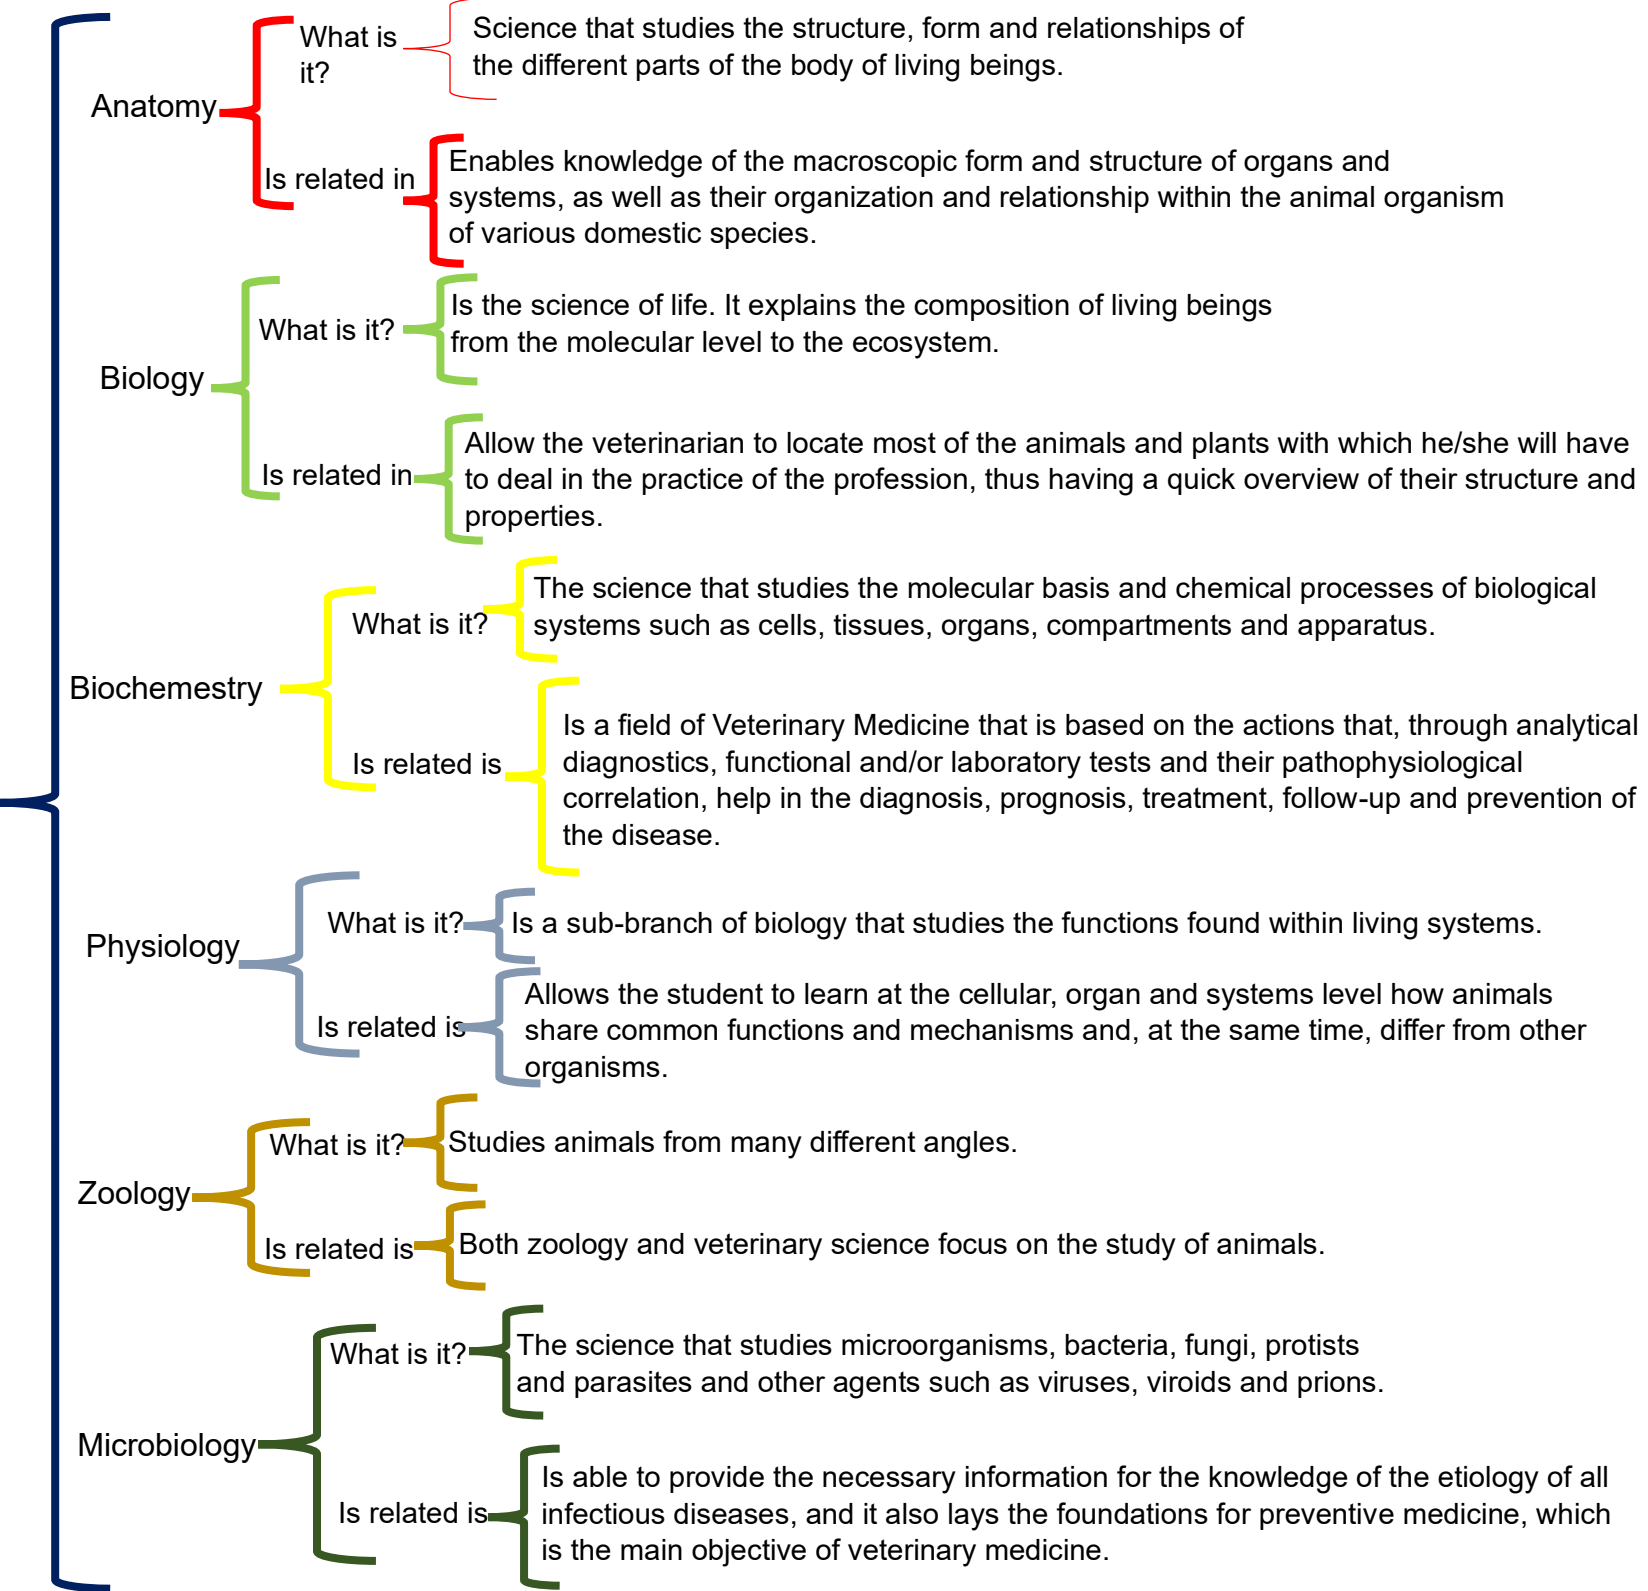 What is
it?
Science that studies the structure, form and relationships of
the different parts of the body of living beings.
Anatomy
Is related in
Enables knowledge of the macroscopic form and structure of organs and
systems, as well as their organization and relationship within the animal organism
of various domestic species.
Biology
What is it?
Is the science of life. It explains the composition of living beings
from the molecular level to the ecosystem.
Is related in
Allow the veterinarian to locate most of the animals and plants with which he/she will have
to deal in the practice of the profession, thus having a quick overview of their structure and
properties.
Biochemestry
What is it?
The science that studies the molecular basis and chemical processes of biological
systems such as cells, tissues, organs, compartments and apparatus.
Is related is
Is a field of Veterinary Medicine that is based on the actions that, through analytical
diagnostics, functional and/or laboratory tests and their pathophysiological
correlation, help in the diagnosis, prognosis, treatment, follow-up and prevention of
the disease.
Physiology
What is it?
Is a sub-branch of biology that studies the functions found within living systems.
Is related is
Allows the student to learn at the cellular, organ and systems level how animals
share common functions and mechanisms and, at the same time, differ from other
organisms.
Zoology
What is it?
Studies animals from many different angles.
Is related is
Both zoology and veterinary science focus on the study of animals.
Microbiology
What is it?
The science that studies microorganisms, bacteria, fungi, protists
and parasites and other agents such as viruses, viroids and prions.
Is related is
Is able to provide the necessary information for the knowledge of the etiology of all
infectious diseases, and it also lays the foundations for preventive medicine, which
is the main objective of veterinary medicine.